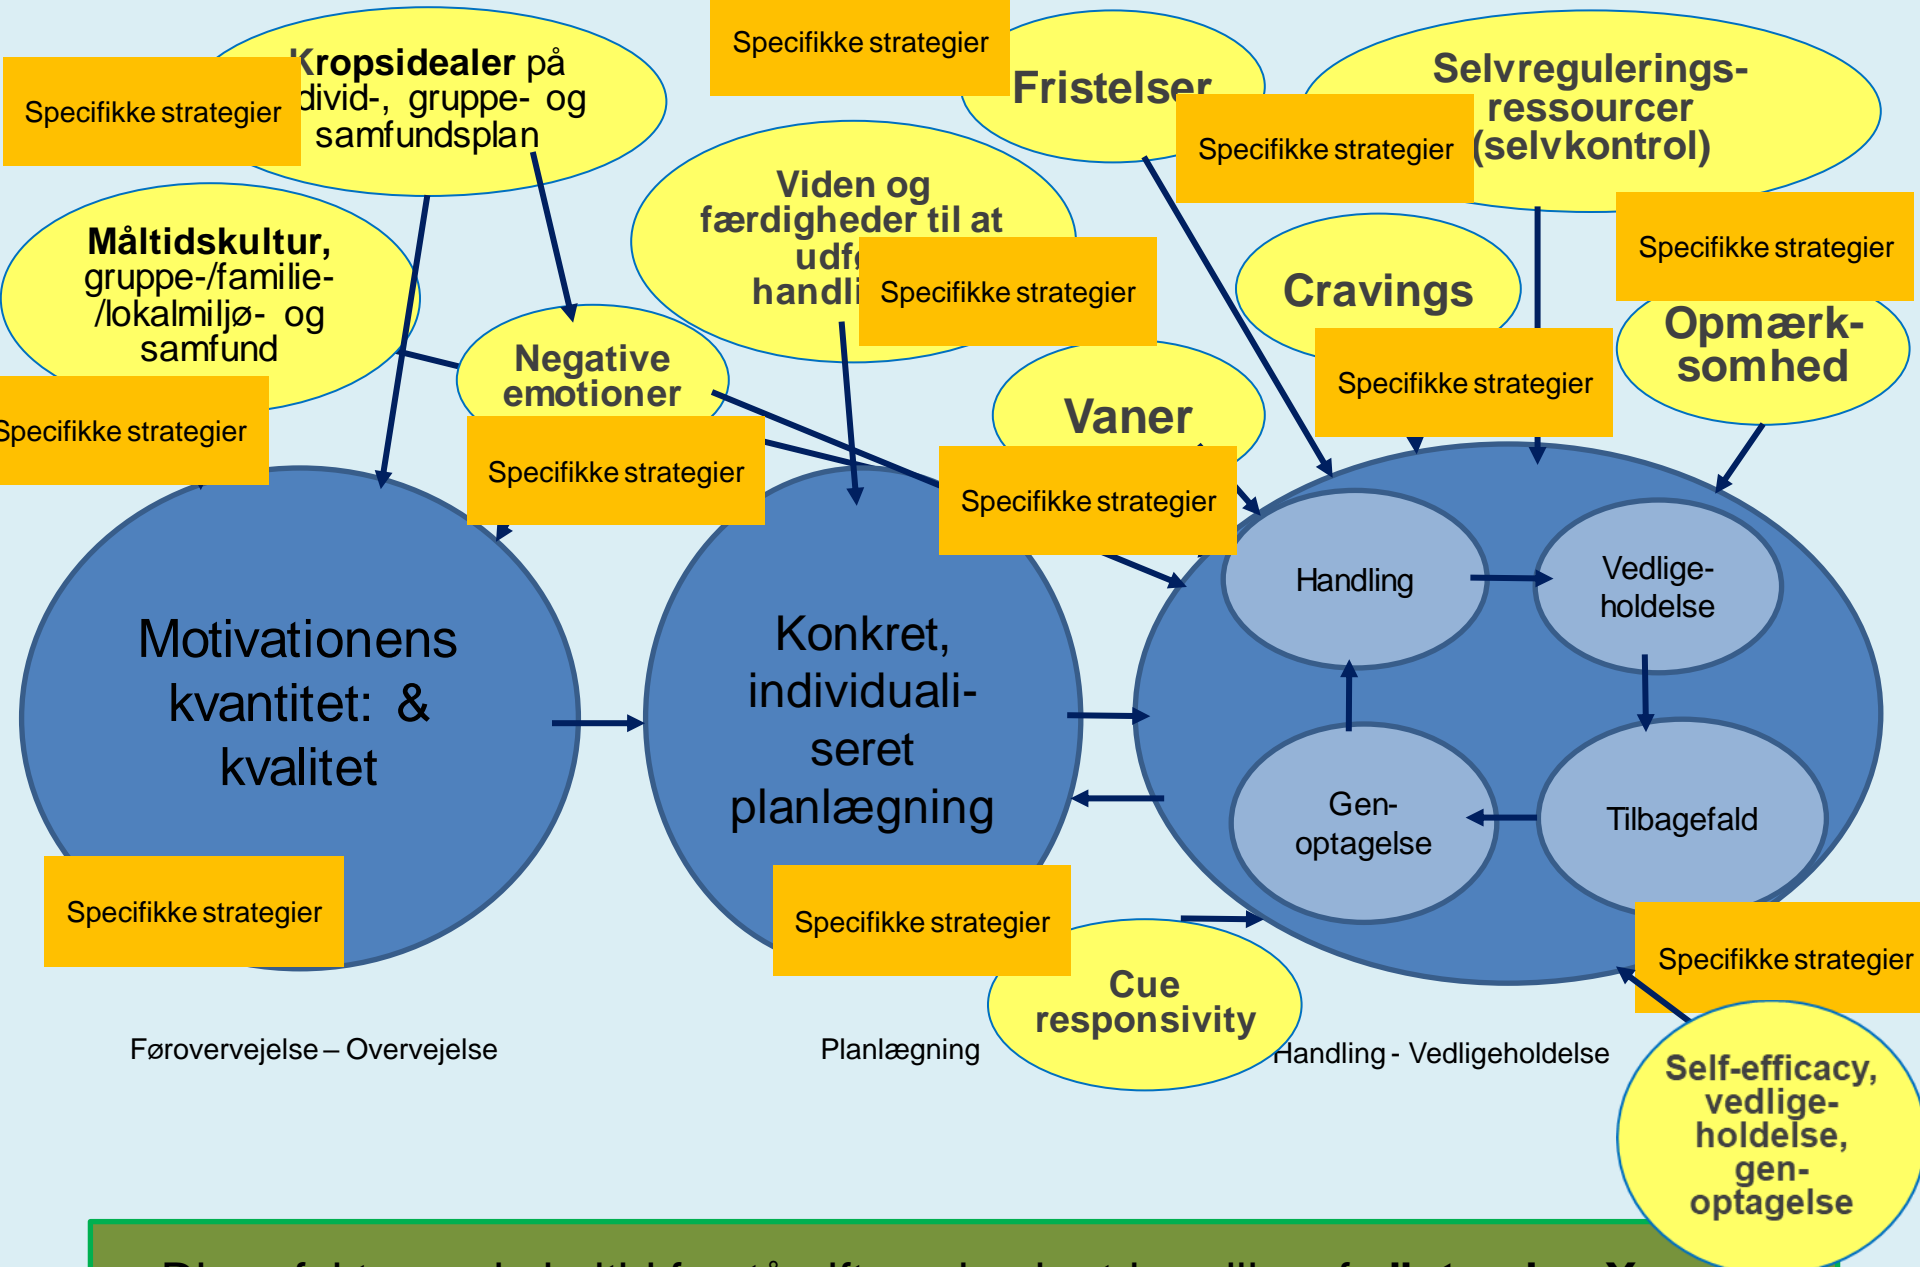 Specifikke strategier
Kropsidealer på
divid-, gruppe- og
samfundsplan
Specifikke strategier
Specifikke strategier
Fristelser
Selvregulerings-
ressourcer
(selvkontrol)
Specifikke strategier
Måltidskultur,
gruppe-/familie-
/lokalmiljø- og
samfund
Specifikke strategier
Viden og
færdigheder til at
udf
handli
Specifikke strategier
Cravings
Specifikke strategier
Specifikke strategier
Opmærk-
somhed
Negative
emotioner
Specifikke strategier
Vaner
Specifikke strategier
Motivationens
kvantitet: &
kvalitet
Specifikke strategier
Konkret,
individuali-
seret
planlægning
Specifikke strategier
Handling
Vedlige-
holdelse
Gen-
optagelse
Tilbagefald
Specifikke strategier
Cue
responsivity
Førovervejelse – Overvejelse
Planlægning
Handling - Vedligeholdelse
Self-efficacy,
vedlige-
holdelse,
gen-
optagelse